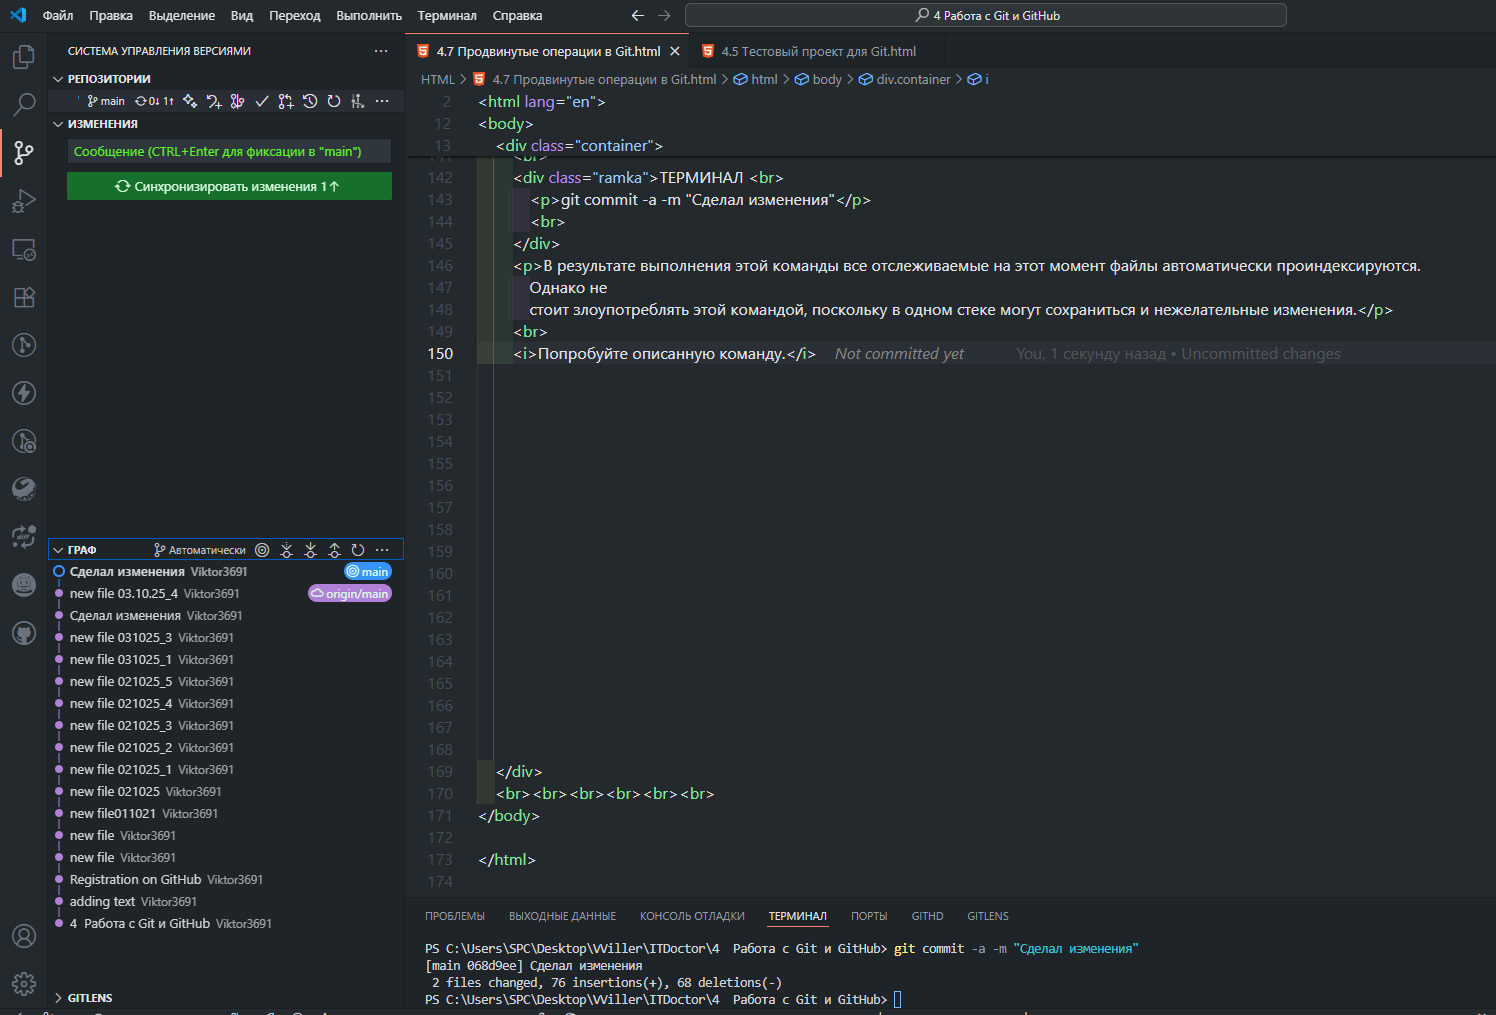 Файл Правка Выделение Вид Переход Выполнить Терминал Справка
4 Работа с Git и GitHub
СИСТЕМА УПРАВЛЕНИЯ ВЕРСИЯМИ
РЕПОЗИТОРИИ
main 0↓ 1↑
ИЗМЕНЕНИЯ
Сообщение (CTRL+Enter для фиксации в "main")
Синхронизировать изменения 1↑
ГРАФ Автоматически
Сделал изменения Viktor3691 main
new file 03.10.25_4 Viktor3691 origin/main
Сделал изменения Viktor3691
new file 031025_3 Viktor3691
new file 031025_1 Viktor3691
new file 021025_5 Viktor3691
new file 021025_4 Viktor3691
new file 021025_3 Viktor3691
new file 021025_2 Viktor3691
new file 021025_1 Viktor3691
new file 021025 Viktor3691
new file011021 Viktor3691
new file Viktor3691
new file Viktor3691
Registration on GitHub Viktor3691
adding text Viktor3691
4 Работа с Git и GitHub Viktor3691
GITLENS
4.7 Продвинутые операции в Git.html 4.5 Тестовый проект для Git.html
HTML > 4.7 Продвинутые операции в Git.html > html > body > div.container > i
2 <html lang="en">
12 <body>
13 <div class="container">
141 <br>
142 <div class="ramka">ТЕРМИНАЛ <br>
143 <p>git commit -a -m "Сделал изменения"</p>
144 <br>
145 </div>
146 <p>В результате выполнения этой команды все отслеживаемые на этот момент файлы автоматически проиндексируются.
147 Однако не
148 стоит злоупотреблять этой командой, поскольку в одном стеке могут сохраниться и нежелательные изменения.</p>
149 <br>
150 <i>Попробуйте описанную команду.</i> Not committed yet You, 1 секунду назад • Uncommitted changes
151
152
153
154
155
156
157
158
159
160
161
162
163
164
165
166
167
168
169 </div>
170 <br><br><br><br><br><br>
171 </body>
172
173 </html>
174
ПРОБЛЕМЫ ВЫХОДНЫЕ ДАННЫЕ КОНСОЛЬ ОТЛАДКИ ТЕРМИНАЛ ПОРТЫ GITHD GITLENS
PS C:\Users\SPC\Desktop\VViller\ITDoctor\4 Работа с Git и GitHub> git commit -a -m "Сделал изменения"
[main 068d9ee] Сделал изменения
2 files changed, 76 insertions(+), 68 deletions(-)
PS C:\Users\SPC\Desktop\VViller\ITDoctor\4 Работа с Git и GitHub>